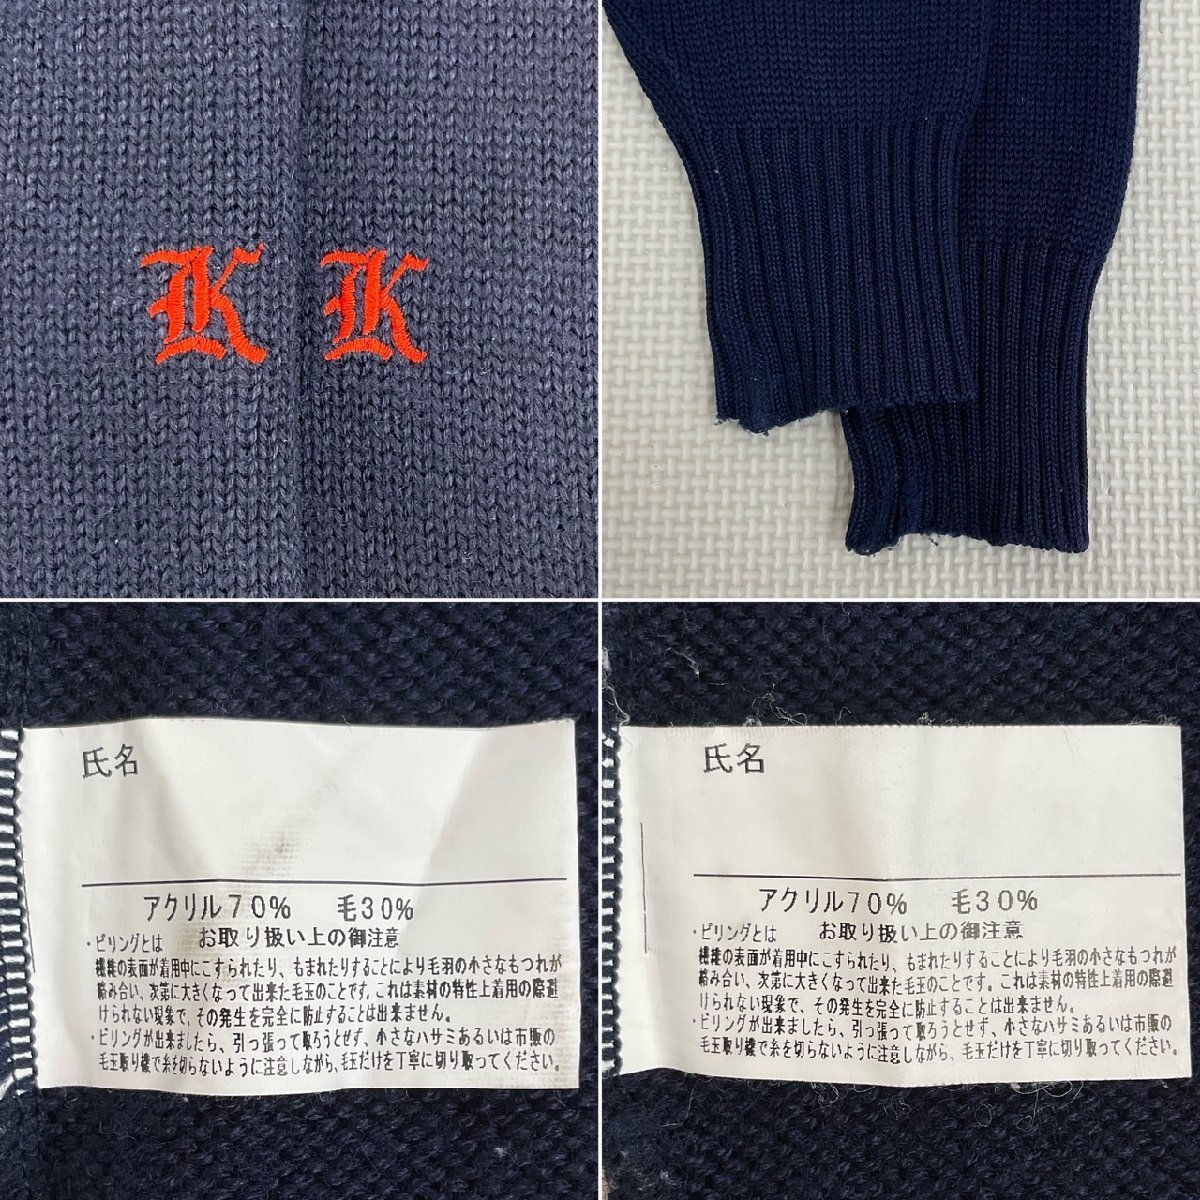 K K
氏名
アクリル70% 毛30%
・ピリングとは お取り扱い上の御注意
繊維の表面が着用中にこすられたり、もまれたりすることにより毛羽の小さなもつれが
絡み合い、次第に大きくなって出来た毛玉のことです。これは素材の特性上着用の際避
けられない現象で、その発生を完全に防止することは出来ません。
・ピリングが出来ましたら、引っ張って取ろうとせず、小さなハサミあるいは市販の
毛玉取り機で糸を切らないように注意しながら、毛玉だけを丁寧に切り取ってください。
氏名
アクリル70% 毛30%
・ピリングとは お取り扱い上の御注意
繊維の表面が着用中にこすられたり、もまれたりすることにより毛羽の小さなもつれが
絡み合い、次第に大きくなって出来た毛玉のことです。これは素材の特性上着用の際避
けられない現象で、その発生を完全に防止することは出来ません。
・ピリングが出来ましたら、引っ張って取ろうとせず、小さなハサミあるいは市販の
毛玉取り機で糸を切らないように注意しながら、毛玉だけを丁寧に切り取ってください。